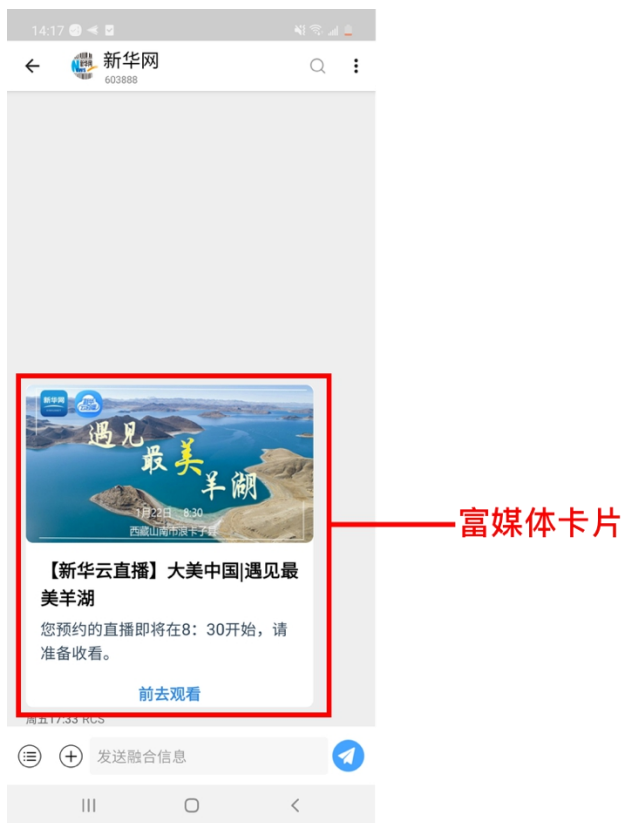 14:17
新华网
603888
新华网
遇见
最美
羊湖
1月22日 8:30
西藏山南市浪卡子县
【新华云直播】大美中国|遇见最
美羊湖
您预约的直播即将在8：30开始，请
准备收看。
前去观看
周五17:33 RCS
发送融合信息
富媒体卡片